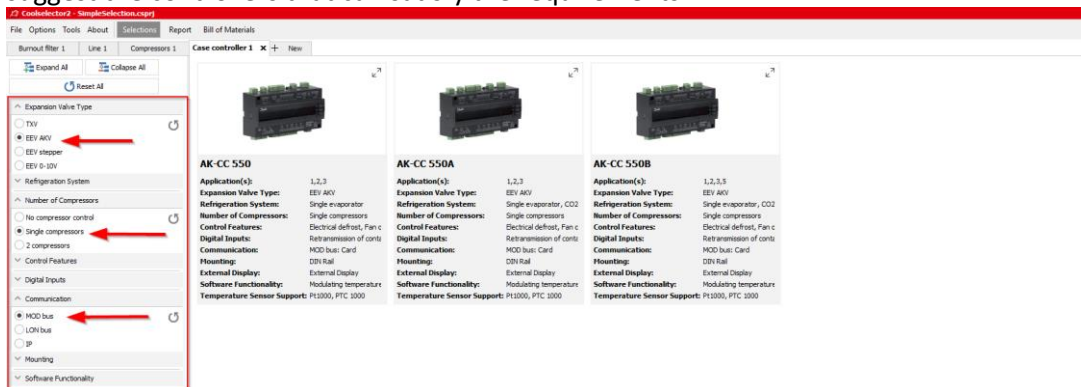 Coolselector2 - SimpleSelection.csprj
File Options Tools About Selections Report Bill of Materials
Burnout filter 1 Line 1 Compressors 1 Case controller 1 x + New
Expand All Collapse All
Reset All
Expansion Valve Type
TXV
EEV AKV
EEV stepper
EEV 0-10V
Refrigeration System
Number of Compressors
No compressor control
Single compressors
2 compressors
Control Features
Digital Inputs
Communication
MOD bus
LON bus
IP
Mounting
Software Functionality
AK-CC 550
Application(s): 1,2,3
Expansion Valve Type: EEV AKV
Refrigeration System: Single evaporator
Number of Compressors: Single compressors
Control Features: Electrical defrost, Fan c
Digital Inputs: Retransmission of conta
Communication: MOD bus: Card
Mounting: DIN Rail
External Display: External Display
Software Functionality: Modulating temperature
Temperature Sensor Support: Pt1000, PTC 1000
AK-CC 550A
Application(s): 1,2,3
Expansion Valve Type: EEV AKV
Refrigeration System: Single evaporator, CO2
Number of Compressors: Single compressors
Control Features: Electrical defrost, Fan c
Digital Inputs: Retransmission of conta
Communication: MOD bus: Card
Mounting: DIN Rail
External Display: External Display
Software Functionality: Modulating temperature
Temperature Sensor Support: Pt1000, PTC 1000
AK-CC 550B
Application(s): 1,2,3,5
Expansion Valve Type: EEV AKV
Refrigeration System: Single evaporator, CO2
Number of Compressors: Single compressors
Control Features: Electrical defrost, Fan c
Digital Inputs: Retransmission of conta
Communication: MOD bus: Card
Mounting: DIN Rail
External Display: External Display
Software Functionality: Modulating temperature
Temperature Sensor Support: Pt1000, PTC 1000